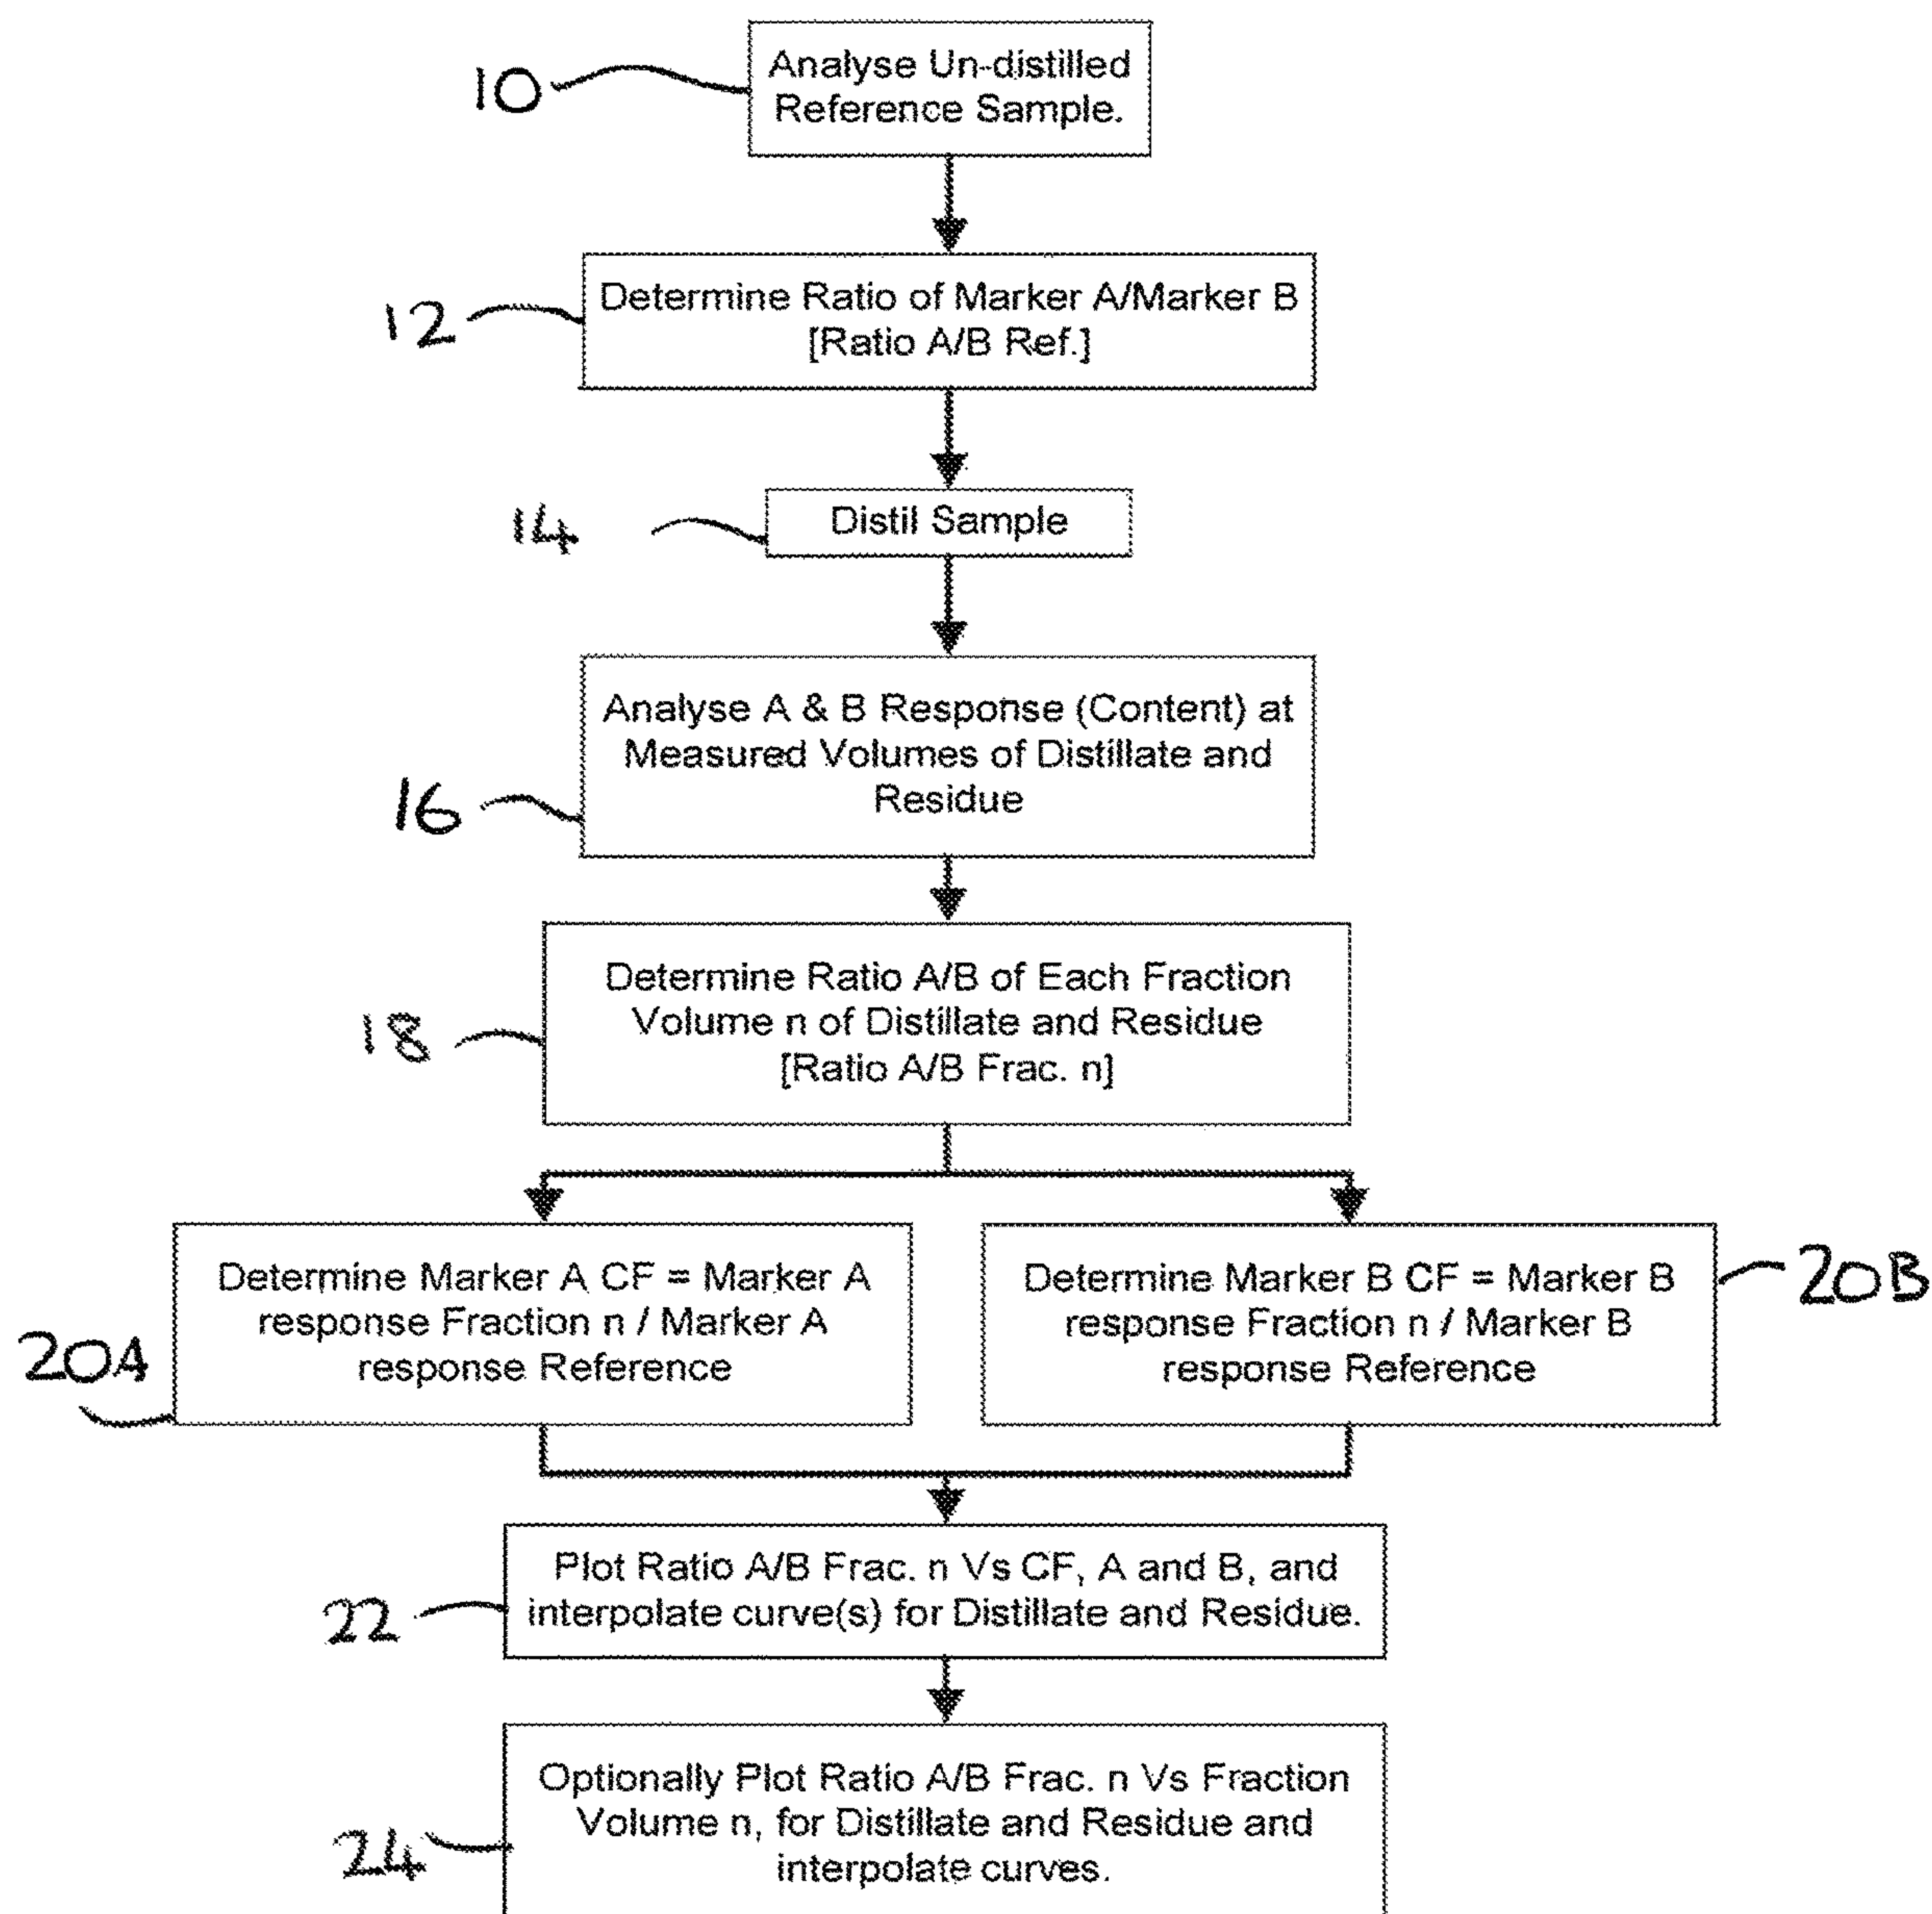 10
Analyse Un-distilled
Reference Sample.
12
Determine Ratio of Marker A/Marker B
[Ratio A/B Ref.]
14
Distil Sample
16
Analyse A & B Response (Content) at
Measured Volumes of Distillate and
Residue
18
Determine Ratio A/B of Each Fraction
Volume n of Distillate and Residue
[Ratio A/B Frac. n]
20A
Determine Marker A CF = Marker A
response Fraction n / Marker A
response Reference
Determine Marker B CF = Marker B
response Fraction n / Marker B
response Reference
20B
22
Plot Ratio A/B Frac. n Vs CF, A and B, and
interpolate curve(s) for Distillate and Residue.
24
Optionally Plot Ratio A/B Frac. n Vs Fraction
Volume n, for Distillate and Residue and
interpolate curves.